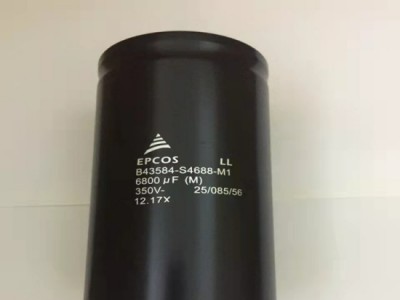 EPCOS LL
B43584-S4688-M1
6800 µF (M)
350V- 25/085/56
12.17X